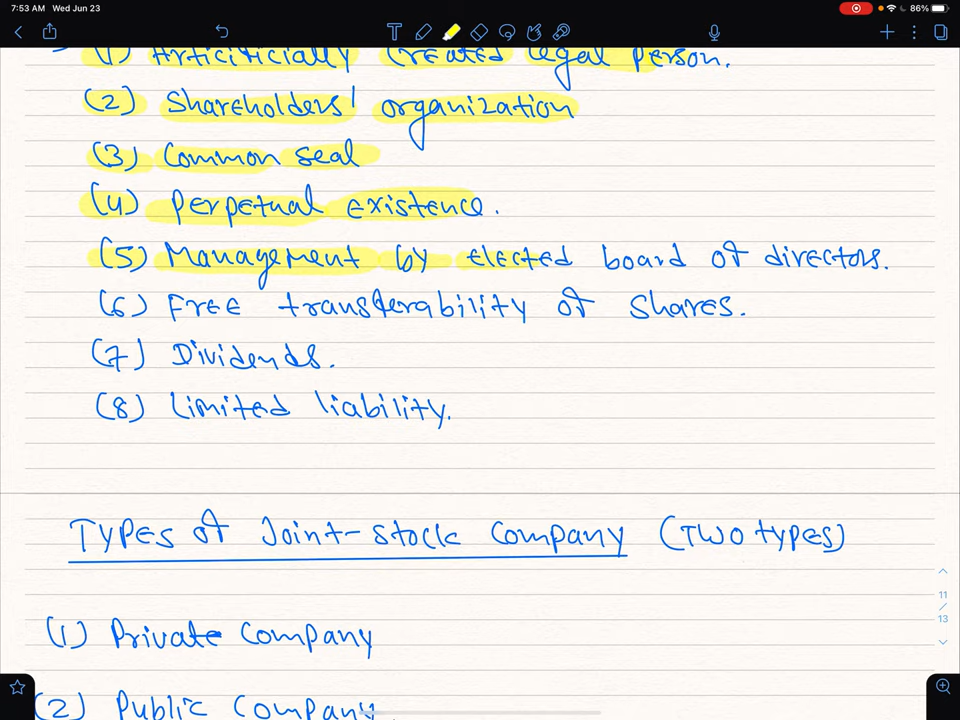 7:53 AM Wed Jun 23
86%
(1) Articiticially created legal person.
(2) Shareholders' organization
(3) Common seal
(4) Perpetual existence.
(5) Management by elected board of directors.
(6) Free transferability of shares.
(7) Dividends.
(8) Limited liability.
Types of Joint-stock company (Two types)
(1) Private company
(2) Public company.
11
/
13